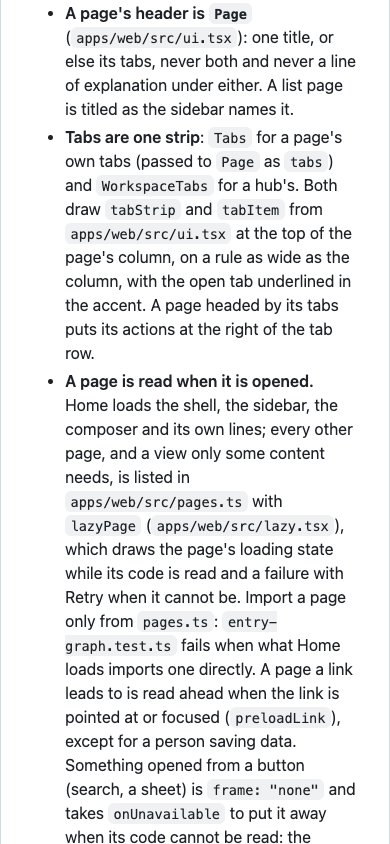 • A page's header is Page
(apps/web/src/ui.tsx): one title, or
else its tabs, never both and never a line
of explanation under either. A list page
is titled as the sidebar names it.
• Tabs are one strip: Tabs for a page's
own tabs (passed to Page as tabs)
and WorkspaceTabs for a hub's. Both
draw tabStrip and tabItem from
apps/web/src/ui.tsx at the top of the
page's column, on a rule as wide as the
column, with the open tab underlined in
the accent. A page headed by its tabs
puts its actions at the right of the tab
row.
• A page is read when it is opened.
Home loads the shell, the sidebar, the
composer and its own lines; every other
page, and a view only some content
needs, is listed in
apps/web/src/pages.ts with
lazyPage (apps/web/src/lazy.tsx),
which draws the page's loading state
while its code is read and a failure with
Retry when it cannot be. Import a page
only from pages.ts: entry-
graph.test.ts fails when what Home
loads imports one directly. A page a link
leads to is read ahead when the link is
pointed at or focused (preloadLink),
except for a person saving data.
Something opened from a button
(search, a sheet) is frame: "none" and
takes onUnavailable to put it away
when its code cannot be read: the